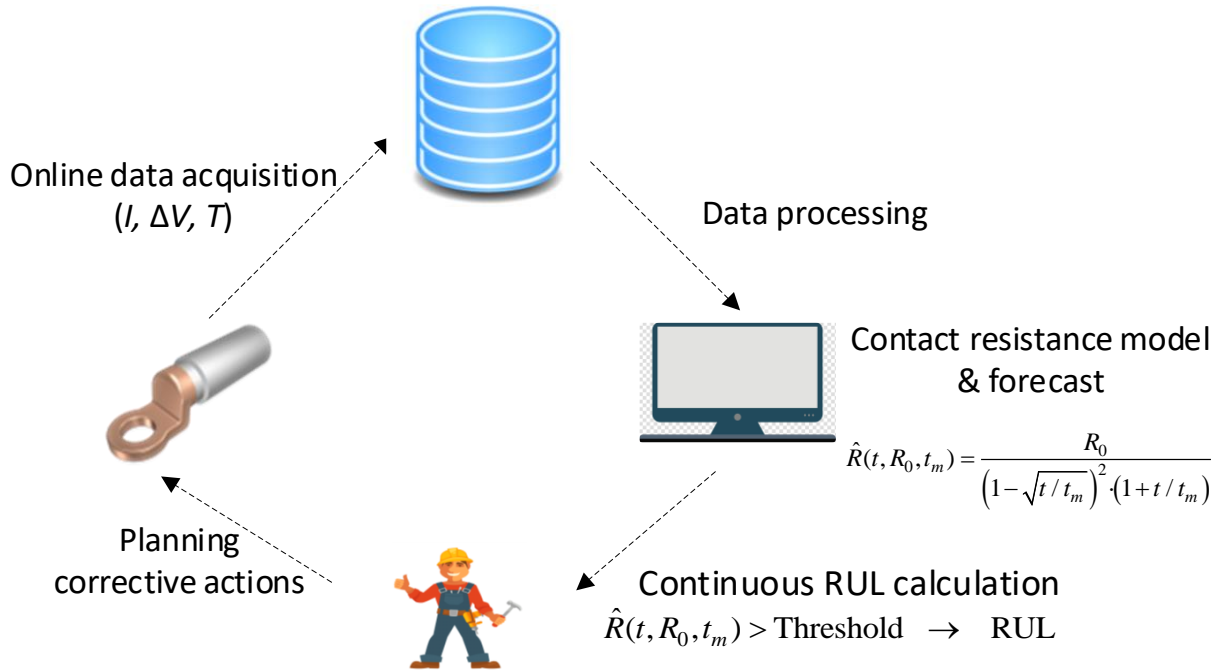 Online data acquisition
(I, ΔV, T)
Data processing
Contact resistance model
& forecast
R̂(t, R₀, tₘ) = R₀ / ((1−√(t/tₘ))²·(1+t/tₘ))
Continuous RUL calculation
R̂(t, R₀, tₘ) > Threshold → RUL
Planning
corrective actions